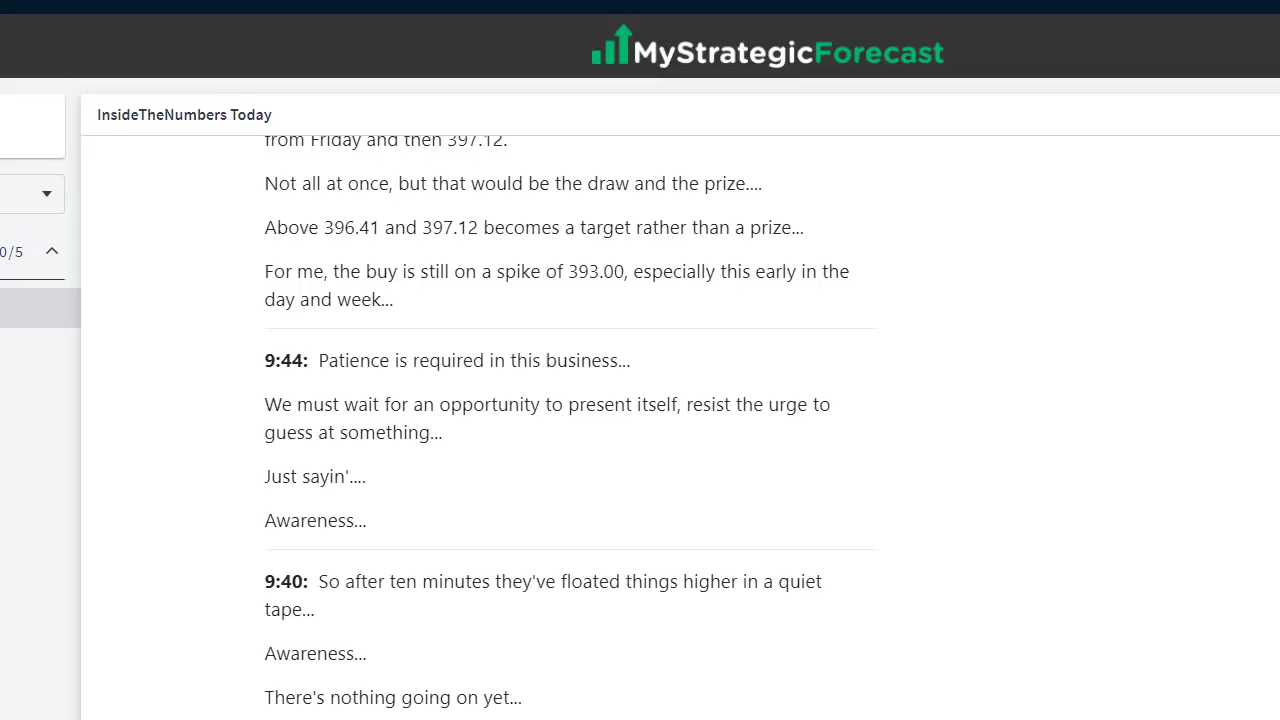 MyStrategicForecast
InsideTheNumbers Today
from Friday and then 397.12.
Not all at once, but that would be the draw and the prize....
Above 396.41 and 397.12 becomes a target rather than a prize...
0/5
For me, the buy is still on a spike of 393.00, especially this early in the
day and week...
9:44: Patience is required in this business...
We must wait for an opportunity to present itself, resist the urge to
guess at something...
Just sayin'....
Awareness...
9:40: So after ten minutes they've floated things higher in a quiet
tape...
Awareness...
There's nothing going on yet...